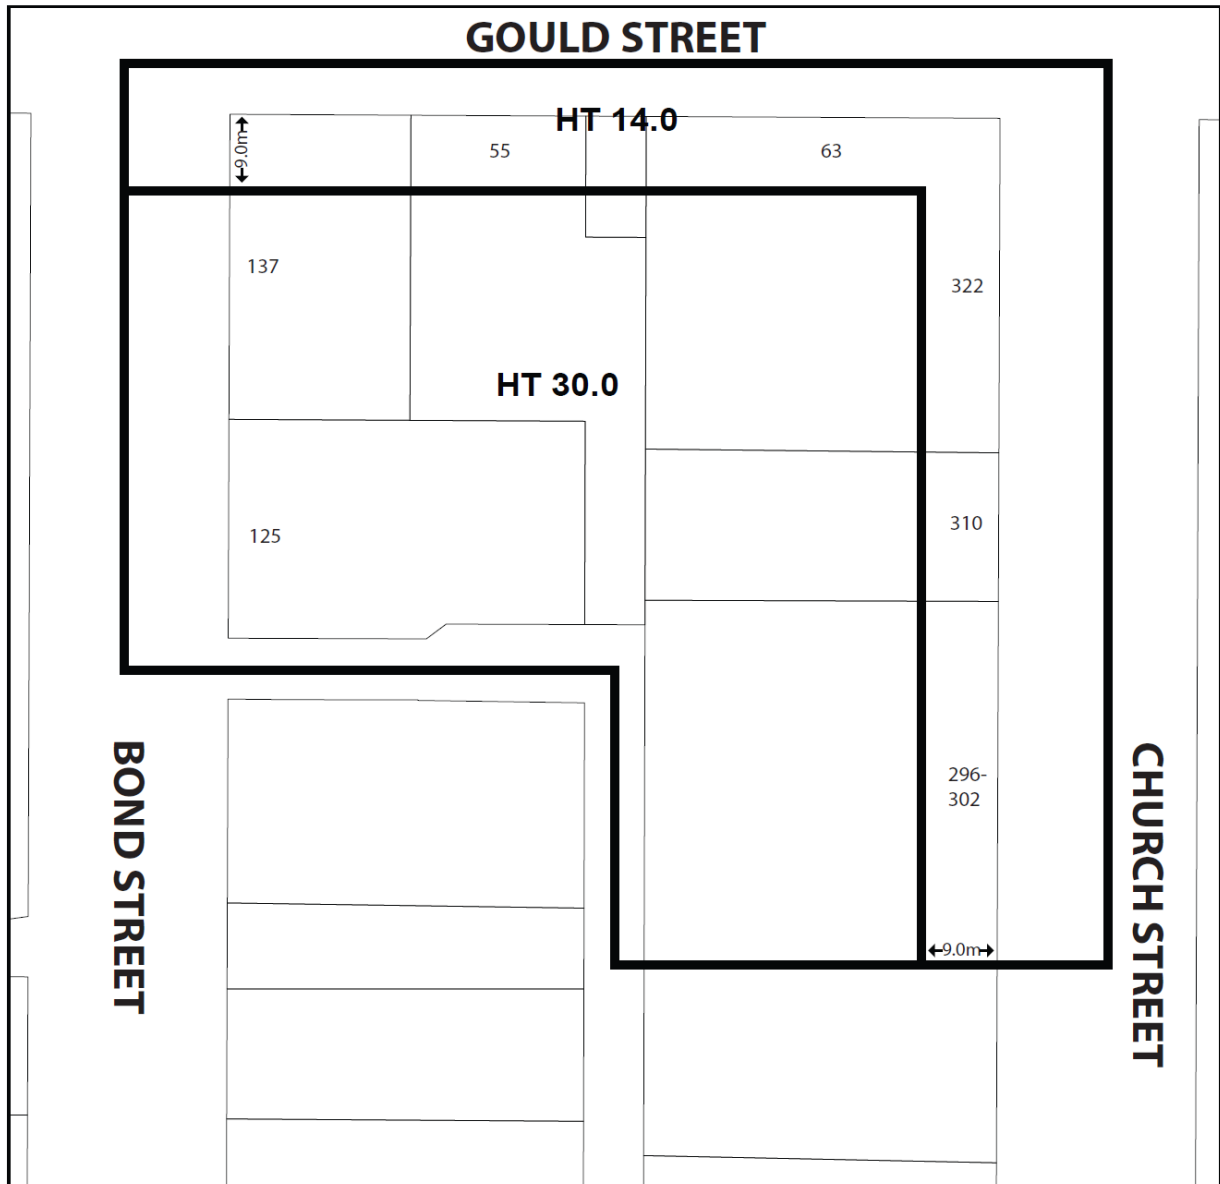 GOULD STREET
HT 14.0
9.0m
55
63
137
322
HT 30.0
310
125
BOND STREET
CHURCH STREET
296-
302
9.0m